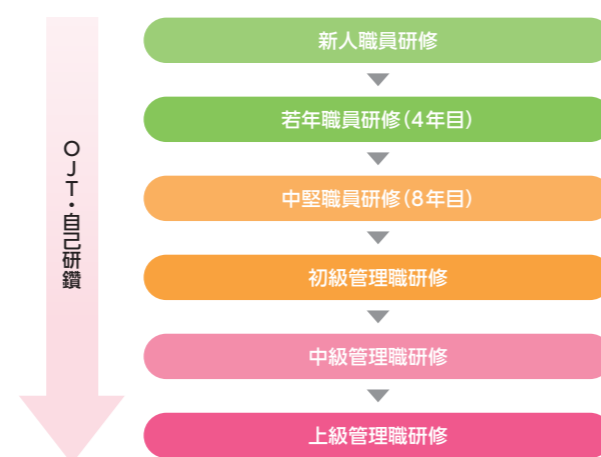 OJT・自己研鑽
新人職員研修
若年職員研修(4年目)
中堅職員研修(8年目)
初級管理職研修
中級管理職研修
上級管理職研修